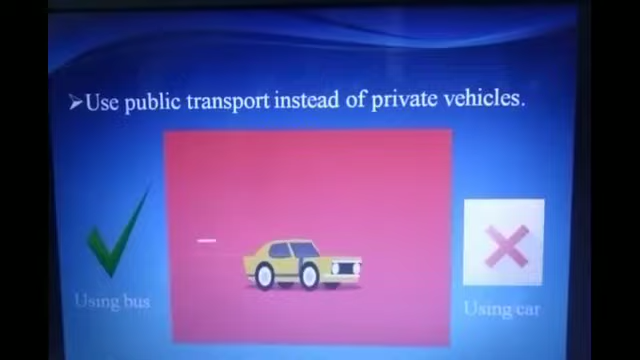 ➢Use public transport instead of private vehicles.
Using bus
Using car